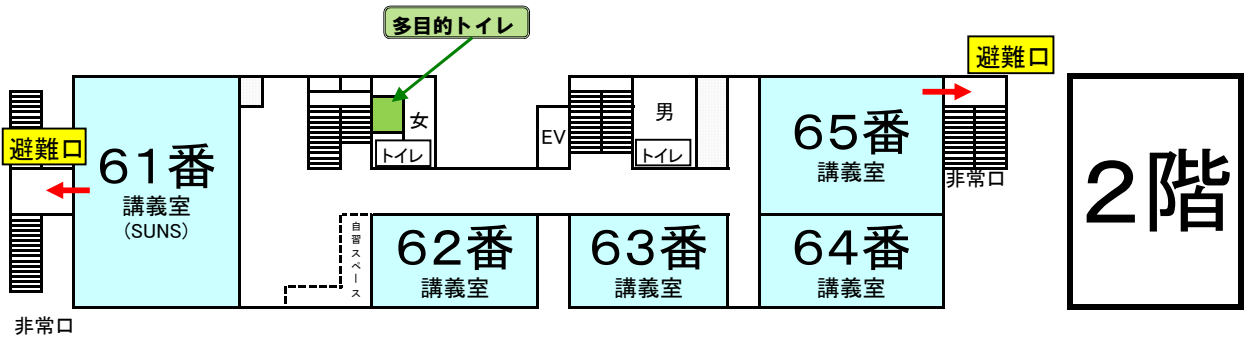 多目的トイレ
避難口
避難口
61番
講義室
(SUNS)
非常口
女
トイレ
EV
男
トイレ
65番
講義室
非常口
自習スペース
62番
講義室
63番
講義室
64番
講義室
2階